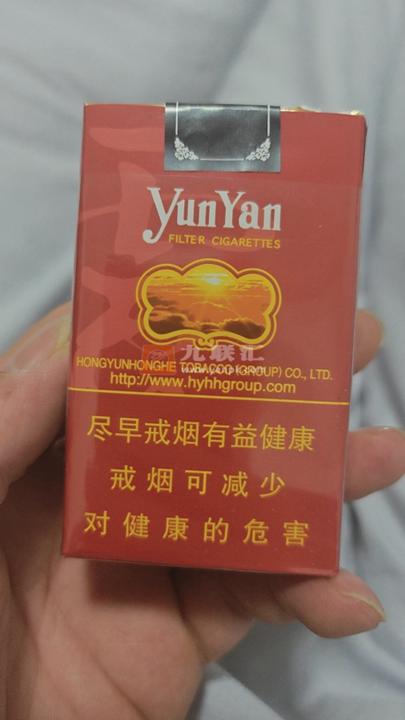 YunYan
FILTER CIGARETTES
九联汇
HONGYUNHONGHE TOBACCO (GROUP) CO., LTD.
http://www.hyhhgroup.com
尽早戒烟有益健康
戒烟可减少
对健康的危害